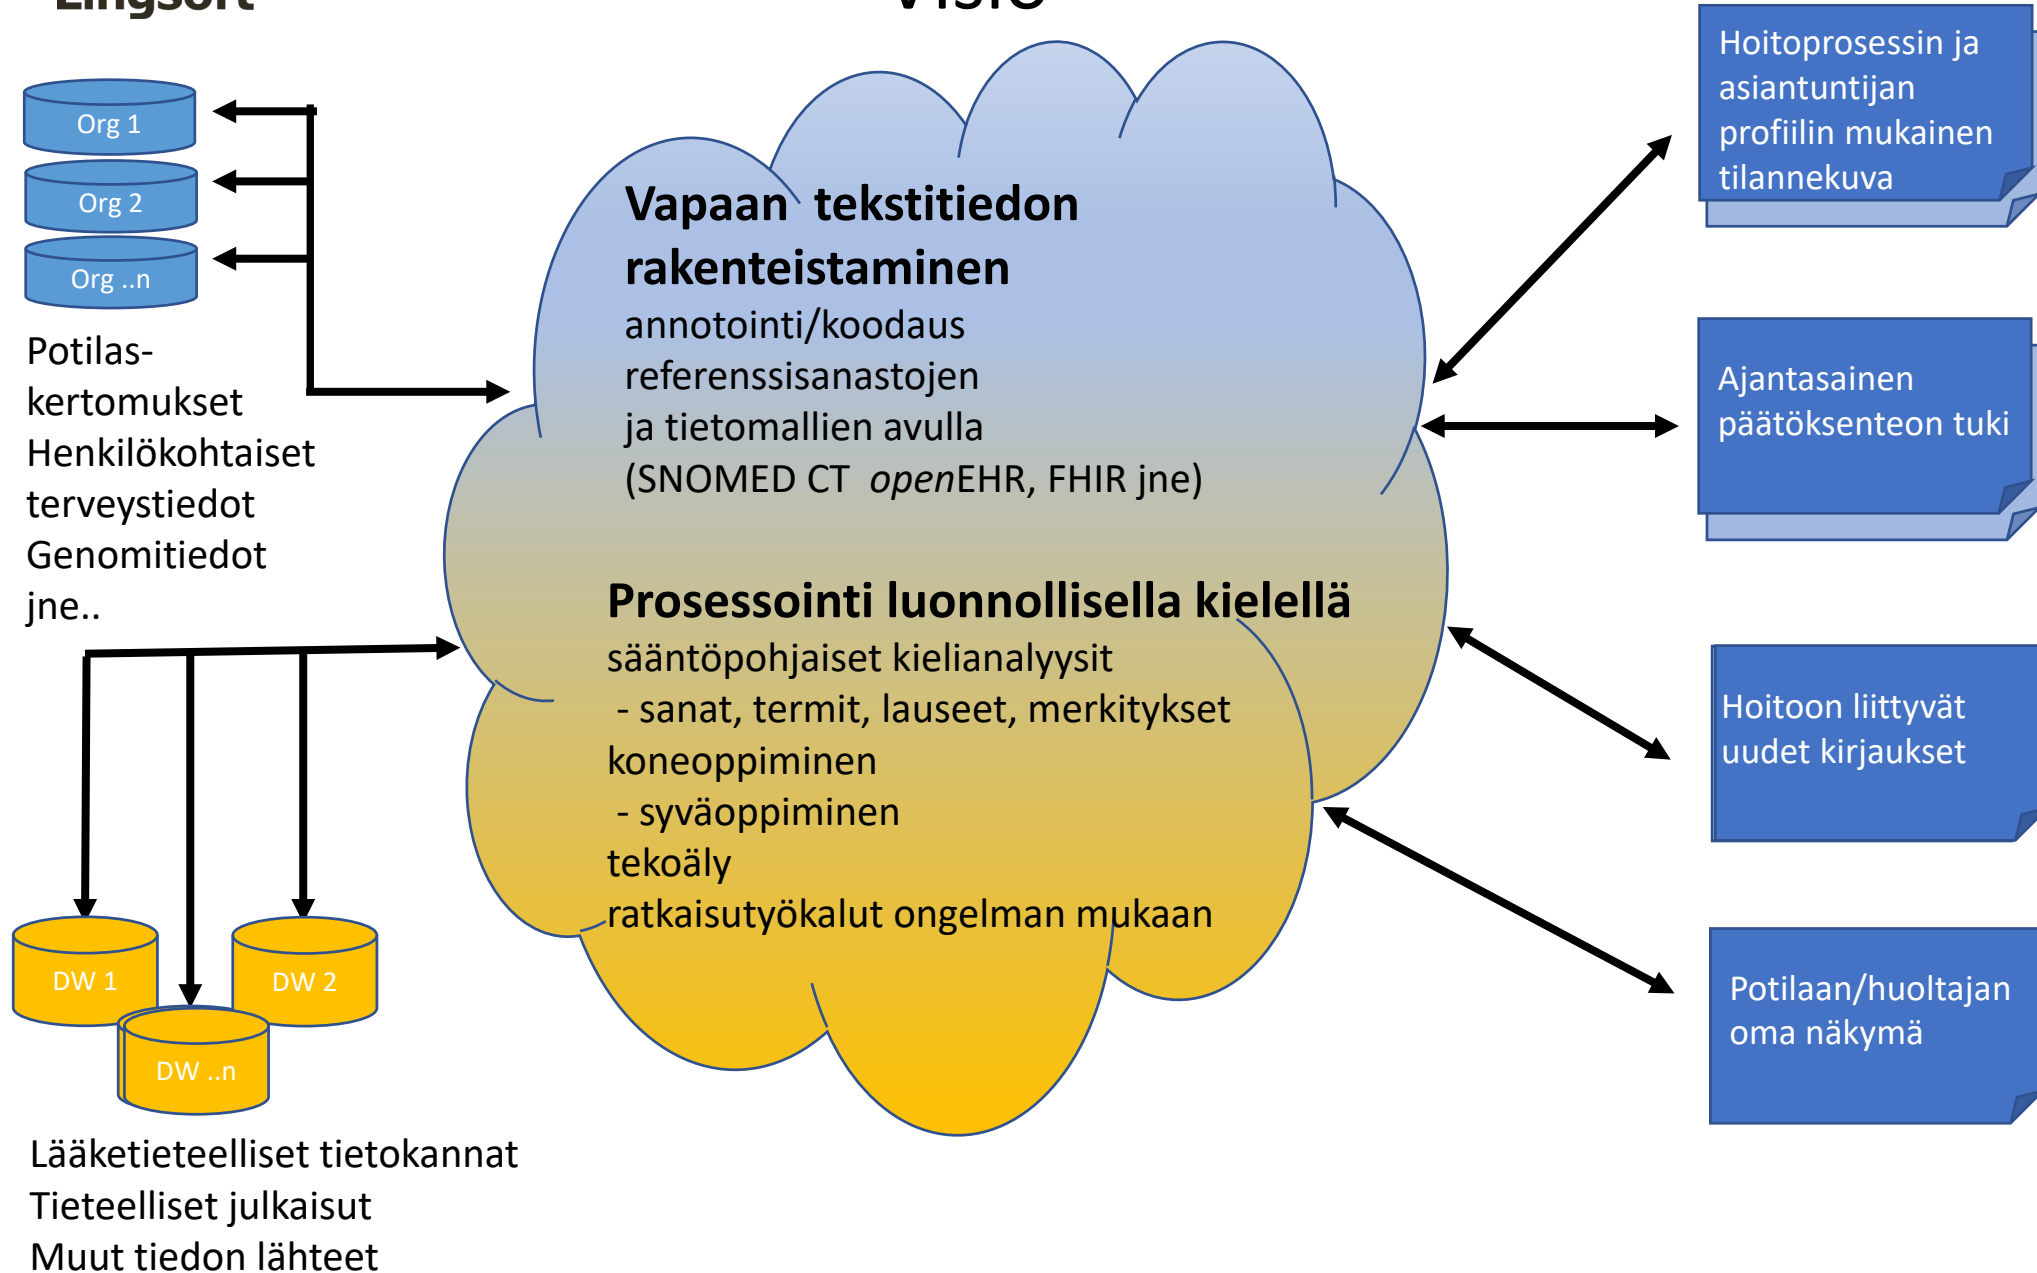 Lingsoft
Visio
Org 1
Org 2
Org ..n
Potilas-
kertomukset
Henkilökohtaiset
terveystiedot
Genomitiedot
jne..
DW 1
DW 2
DW ..n
Lääketieteelliset tietokannat
Tieteelliset julkaisut
Muut tiedon lähteet
Vapaan tekstitiedon
rakenteistaminen
annotointi/koodaus
referenssisanastojen
ja tietomallien avulla
(SNOMED CT openEHR, FHIR jne)
Prosessointi luonnollisella kielellä
sääntöpohjaiset kielianalyysit
- sanat, termit, lauseet, merkitykset
koneoppiminen
- syväoppiminen
tekoäly
ratkaisutyökalut ongelman mukaan
Hoitoprosessin ja
asiantuntijan
profiilin mukainen
tilannekuva
Ajantasainen
päätöksenteon tuki
Hoitoon liittyvät
uudet kirjaukset
Potilaan/huoltajan
oma näkymä